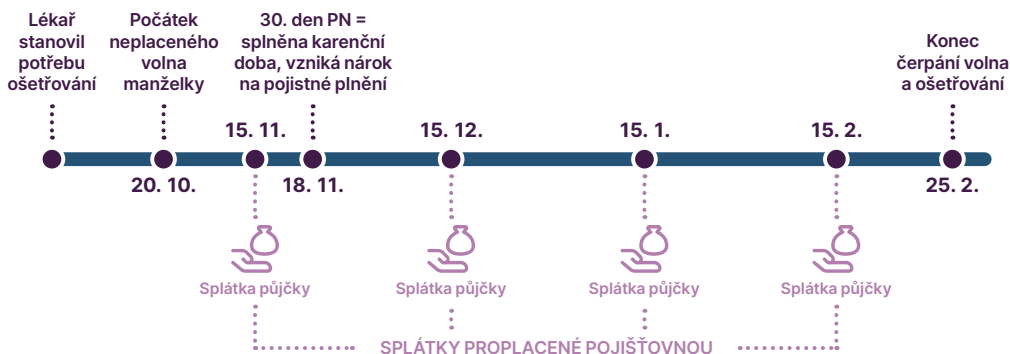 Lékař
stanovil
potřebu
ošetřování
Počátek
neplaceného
volna
manželky
30. den PN =
splněna karenční
doba, vzniká nárok
na pojistné plnění
Konec
čerpání volna
a ošetřování
15. 11.
15. 12.
15. 1.
15. 2.
20. 10.
18. 11.
25. 2.
Splátka půjčky
Splátka půjčky
Splátka půjčky
Splátka půjčky
SPLÁTKY PROPLACENÉ POJIŠŤOVNOU